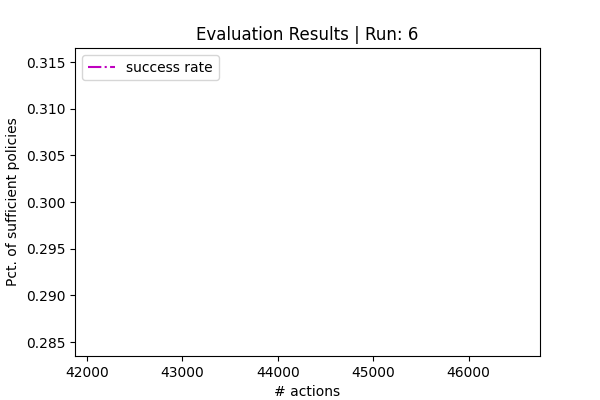 Evaluation Results | Run: 6
success rate
Pct. of sufficient policies
0.315
0.310
0.305
0.300
0.295
0.290
0.285
42000 43000 44000 45000 46000
# actions